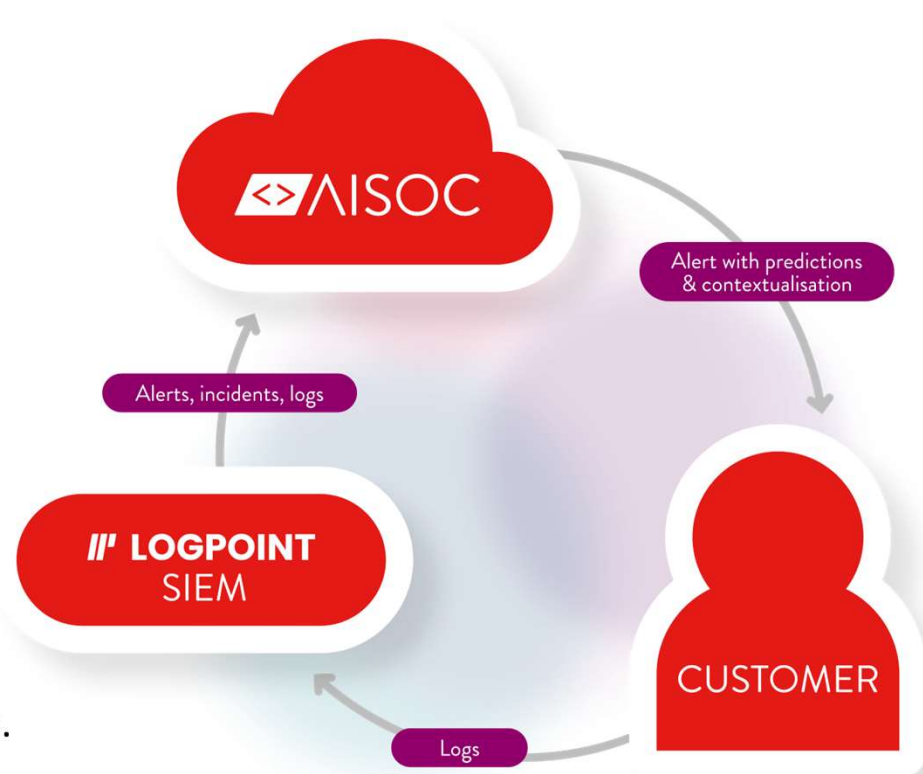 <> AISOC
Alert with predictions
& contextualisation
Alerts, incidents, logs
LOGPOINT
SIEM
CUSTOMER
Logs
.